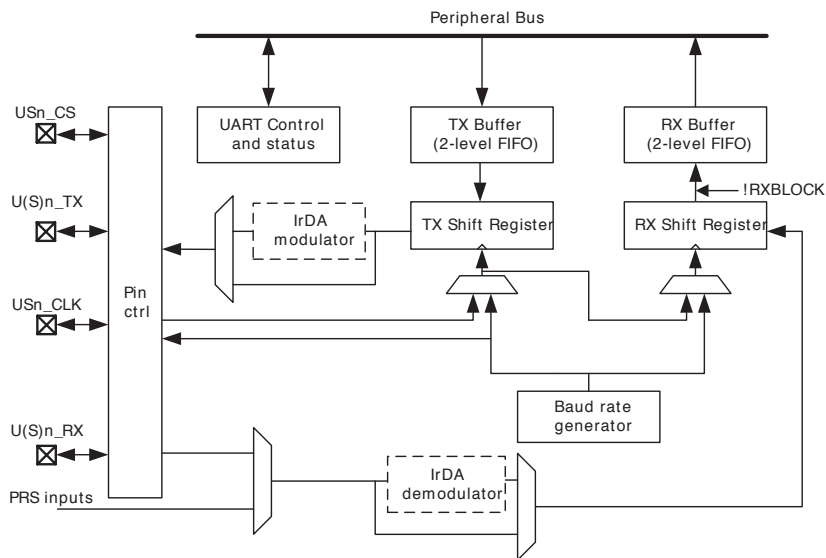 Peripheral Bus
USn_CS
UART Control
and status
TX Buffer
(2-level FIFO)
RX Buffer
(2-level FIFO)
!RXBLOCK
U(S)n_TX
IrDA
modulator
TX Shift Register
RX Shift Register
USn_CLK
Pin
ctrl
Baud rate
generator
U(S)n_RX
IrDA
demodulator
PRS inputs